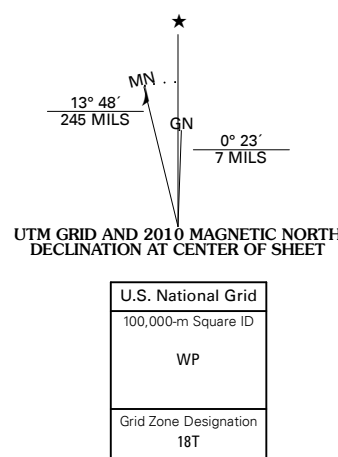 MN
13° 48´
245 MILS
GN
0° 23´
7 MILS
UTM GRID AND 2010 MAGNETIC NORTH
DECLINATION AT CENTER OF SHEET
U.S. National Grid
100,000-m Square ID
WP
Grid Zone Designation
18T